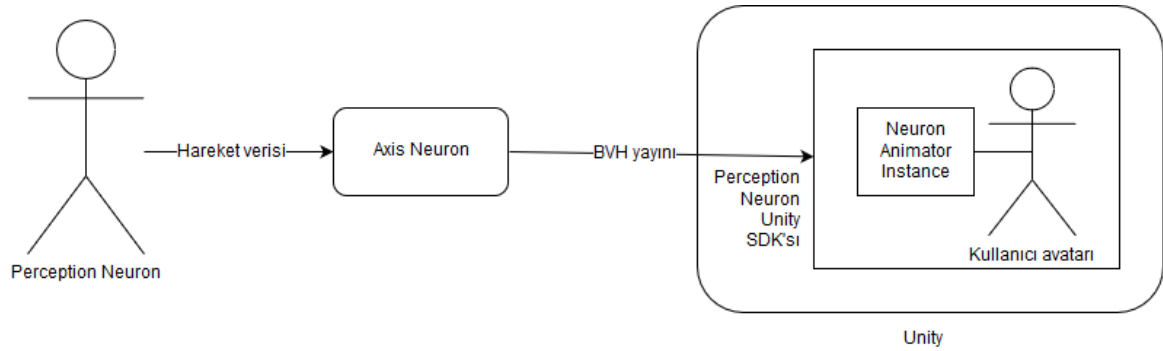 Perception Neuron
Hareket verisi
Axis Neuron
BVH yayını
Perception
Neuron
Unity
SDK'sı
Neuron
Animator
Instance
Kullanıcı avatarı
Unity